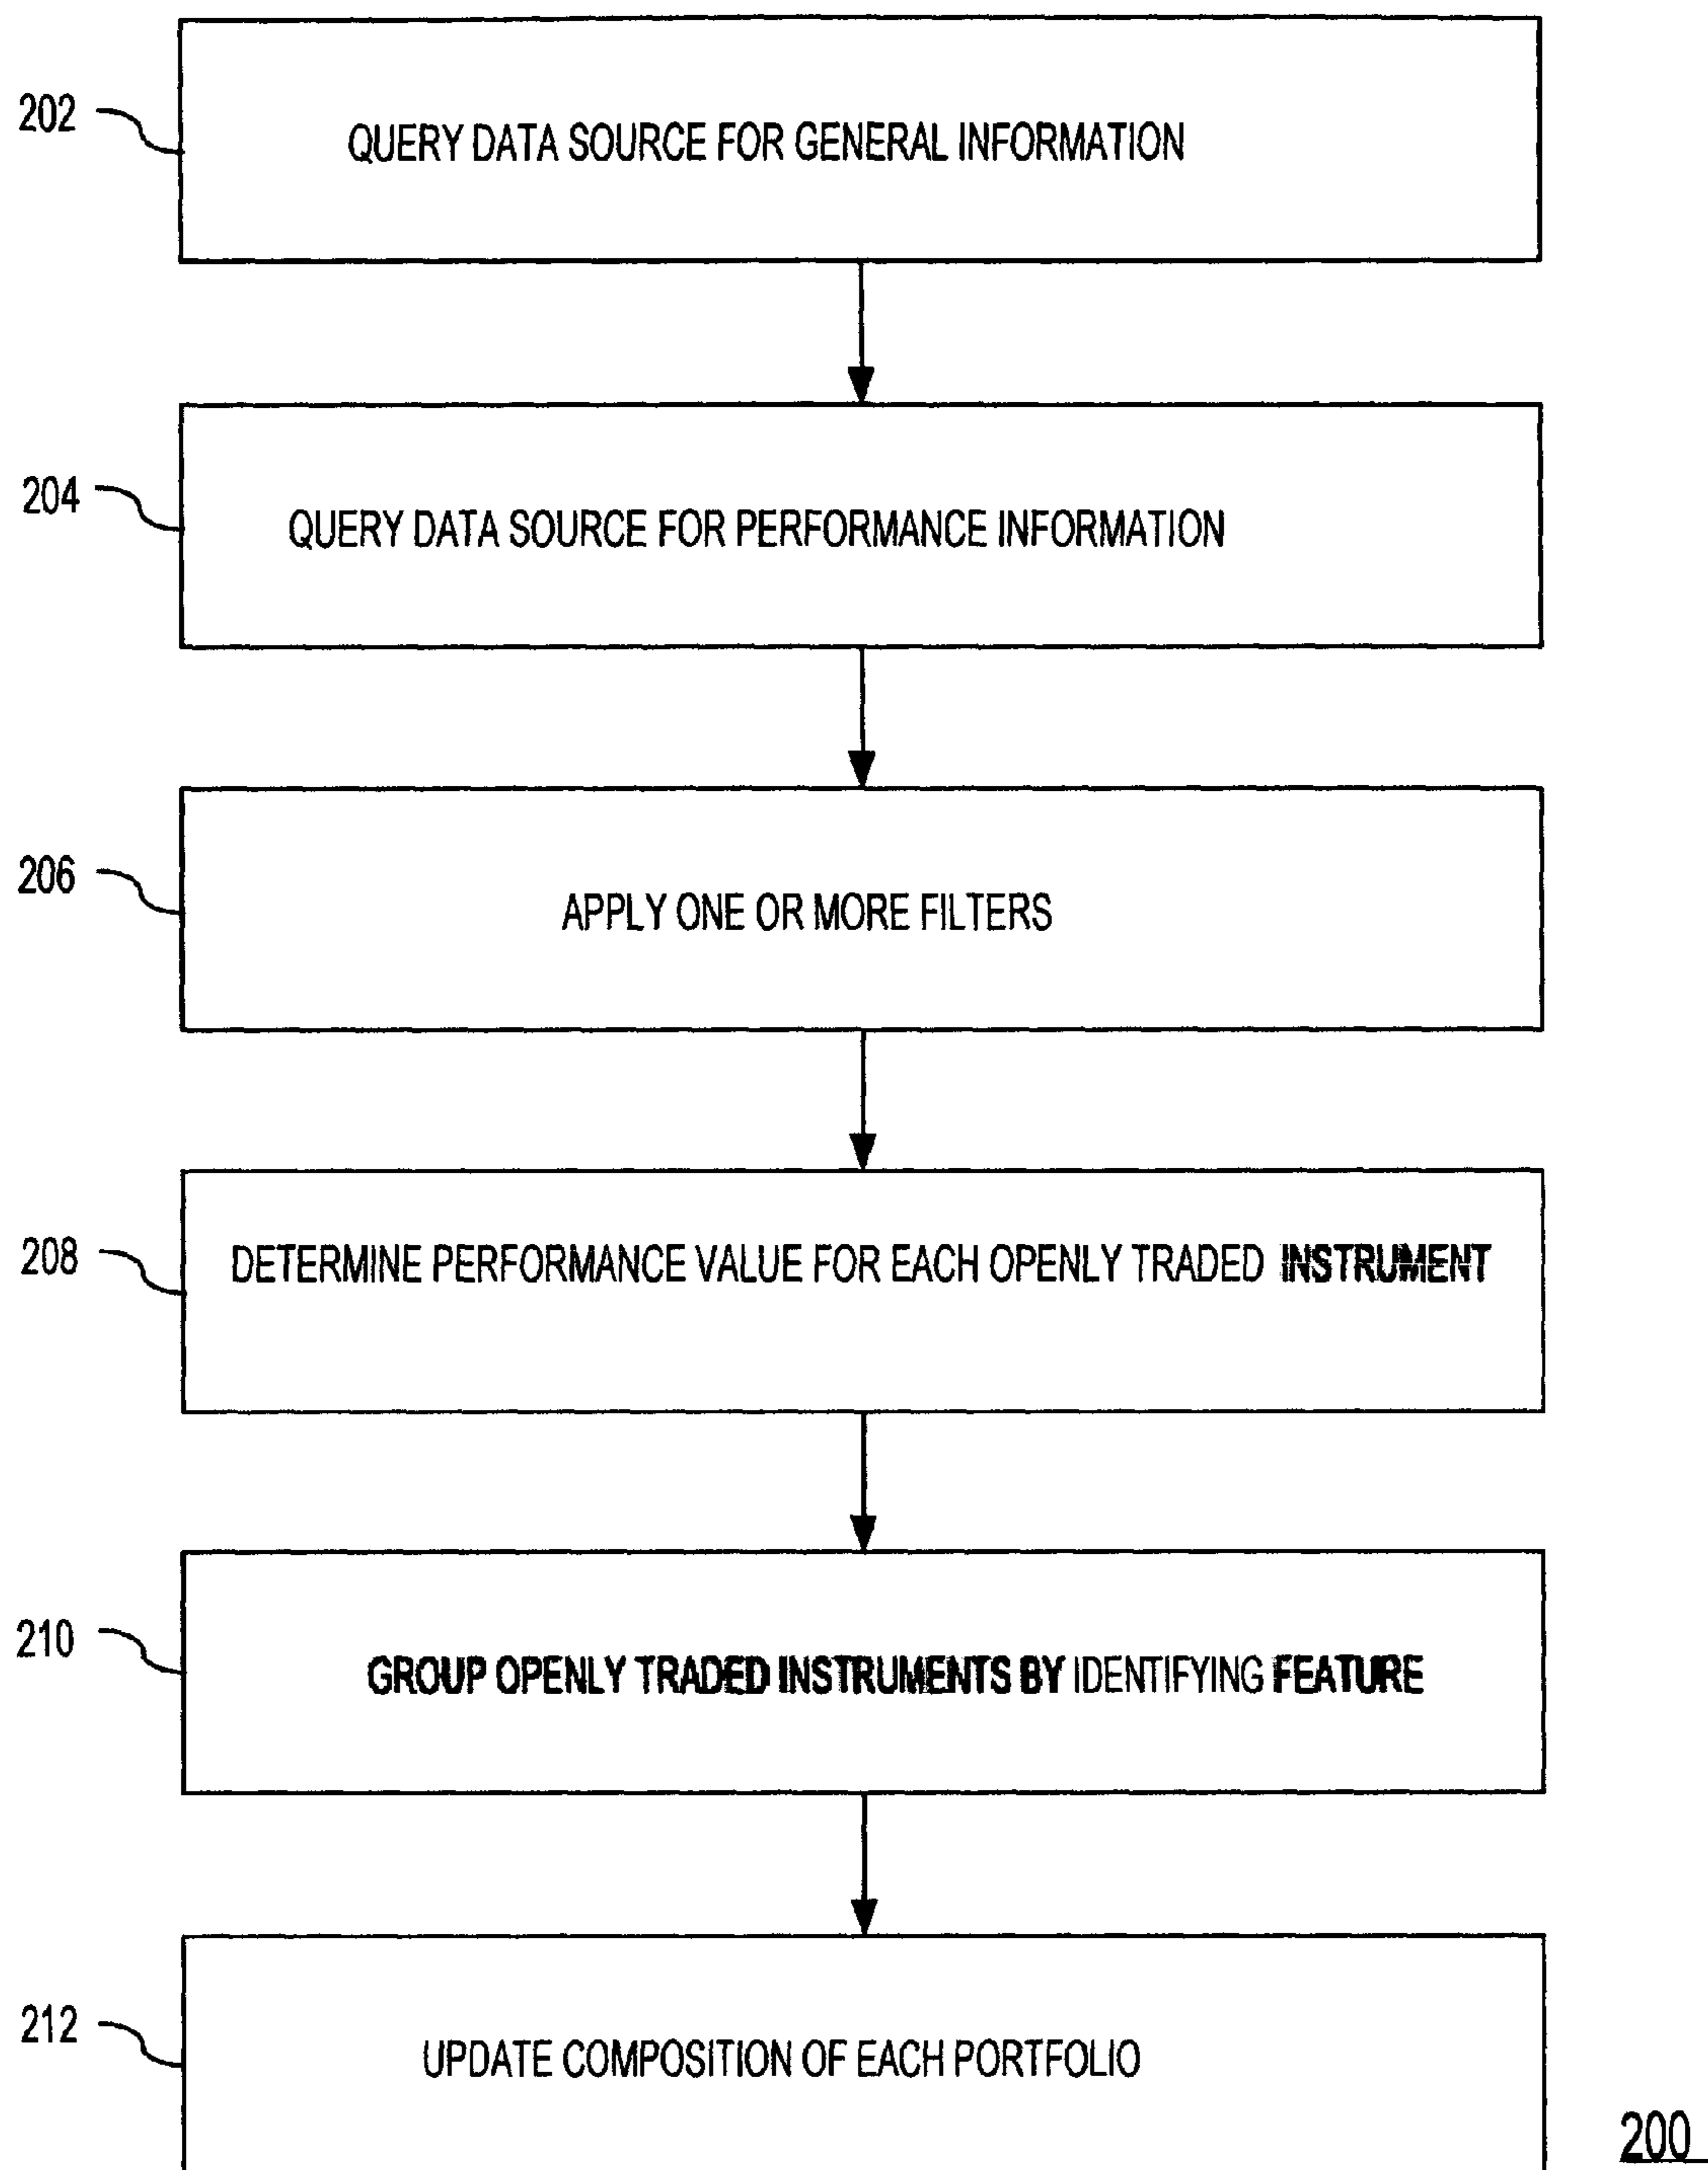 202
QUERY DATA SOURCE FOR GENERAL INFORMATION
204
QUERY DATA SOURCE FOR PERFORMANCE INFORMATION
206
APPLY ONE OR MORE FILTERS
208
DETERMINE PERFORMANCE VALUE FOR EACH OPENLY TRADED INSTRUMENT
210
GROUP OPENLY TRADED INSTRUMENTS BY IDENTIFYING FEATURE
212
UPDATE COMPOSITION OF EACH PORTFOLIO
200